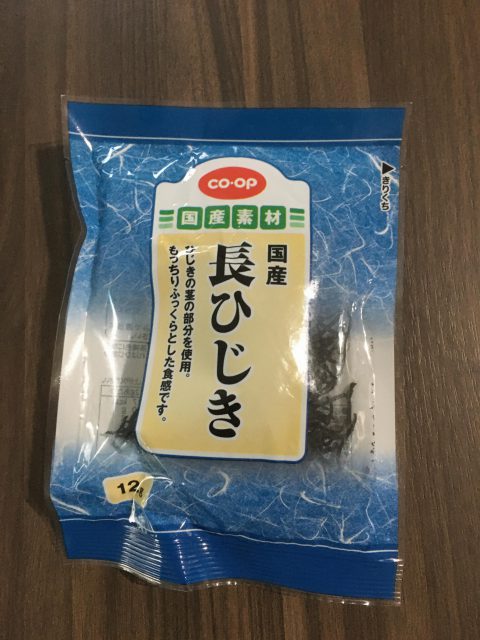 co・op
国産素材
きりくち
国産
長ひじき
ひじきの茎の部分を使用。
もっちりふっくらとした食感です。
12g